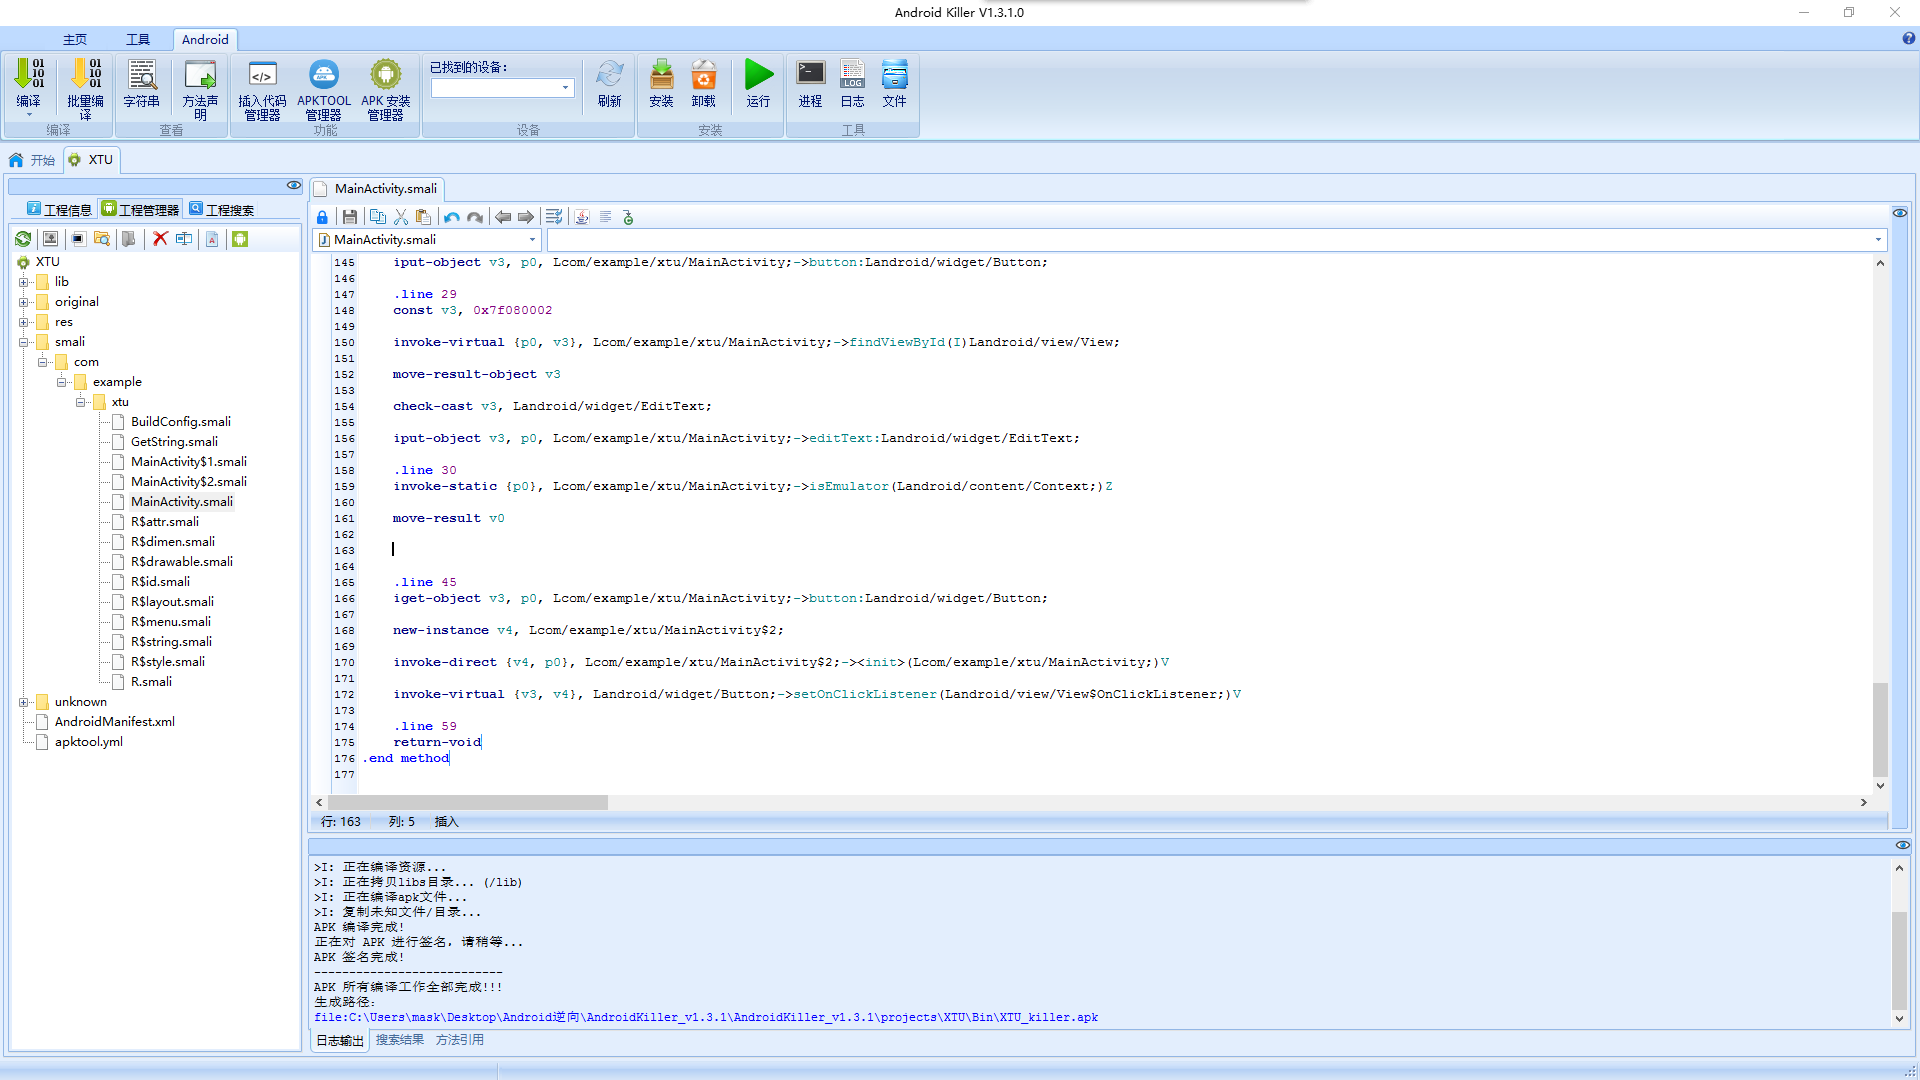 Android Killer V1.3.1.0
主页 工具 Android
编译
批量编译
编译
字符串
方法声明
查看
插入代码管理器
APKTOOL 管理器
APK 安装管理器
功能
已找到的设备:
刷新
设备
安装
卸载
运行
安装
进程
日志
文件
工具
开始 XTU
工程信息 工程管理器 工程搜索
XTU
lib
original
res
smali
com
example
xtu
BuildConfig.smali
GetString.smali
MainActivity$1.smali
MainActivity$2.smali
MainActivity.smali
R$attr.smali
R$dimen.smali
R$drawable.smali
R$id.smali
R$layout.smali
R$menu.smali
R$string.smali
R$style.smali
R.smali
unknown
AndroidManifest.xml
apktool.yml
MainActivity.smali
MainActivity.smali
145 iput-object v3, p0, Lcom/example/xtu/MainActivity;->button:Landroid/widget/Button;
146
147 .line 29
148 const v3, 0x7f080002
149
150 invoke-virtual {p0, v3}, Lcom/example/xtu/MainActivity;->findViewById(I)Landroid/view/View;
151
152 move-result-object v3
153
154 check-cast v3, Landroid/widget/EditText;
155
156 iput-object v3, p0, Lcom/example/xtu/MainActivity;->editText:Landroid/widget/EditText;
157
158 .line 30
159 invoke-static {p0}, Lcom/example/xtu/MainActivity;->isEmulator(Landroid/content/Context;)Z
160
161 move-result v0
162
163
164
165 .line 45
166 iget-object v3, p0, Lcom/example/xtu/MainActivity;->button:Landroid/widget/Button;
167
168 new-instance v4, Lcom/example/xtu/MainActivity$2;
169
170 invoke-direct {v4, p0}, Lcom/example/xtu/MainActivity$2;-><init>(Lcom/example/xtu/MainActivity;)V
171
172 invoke-virtual {v3, v4}, Landroid/widget/Button;->setOnClickListener(Landroid/view/View$OnClickListener;)V
173
174 .line 59
175 return-void
176 .end method
177
行: 163 列: 5 插入
>I: 正在编译资源...
>I: 正在拷贝libs目录... (/lib)
>I: 正在编译apk文件...
>I: 复制未知文件/目录...
APK 编译完成!
正在对 APK 进行签名，请稍等...
APK 签名完成!
---------------------------
APK 所有编译工作全部完成!!!
生成路径:
file:C:\Users\mask\Desktop\Android逆向\AndroidKiller_v1.3.1\AndroidKiller_v1.3.1\projects\XTU\Bin\XTU_killer.apk
日志输出 搜索结果 方法引用